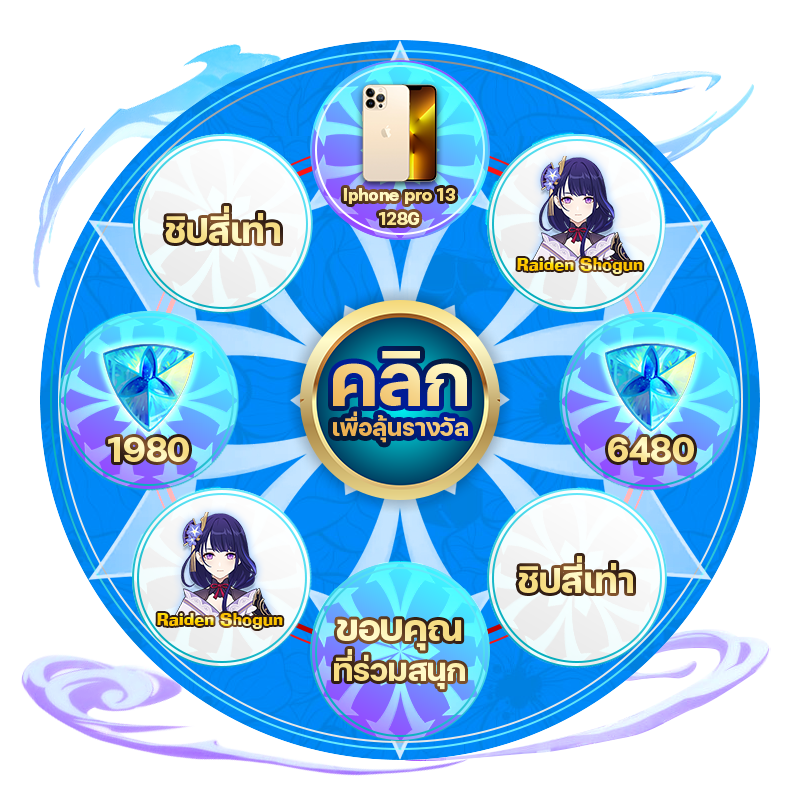 Iphone pro 13
128G
ชิปสี่เท่า
Raiden Shogun
คลิก
เพื่อลุ้นรางวัล
1980
6480
Raiden Shogun
ชิปสี่เท่า
ขอบคุณ
ที่ร่วมสนุก